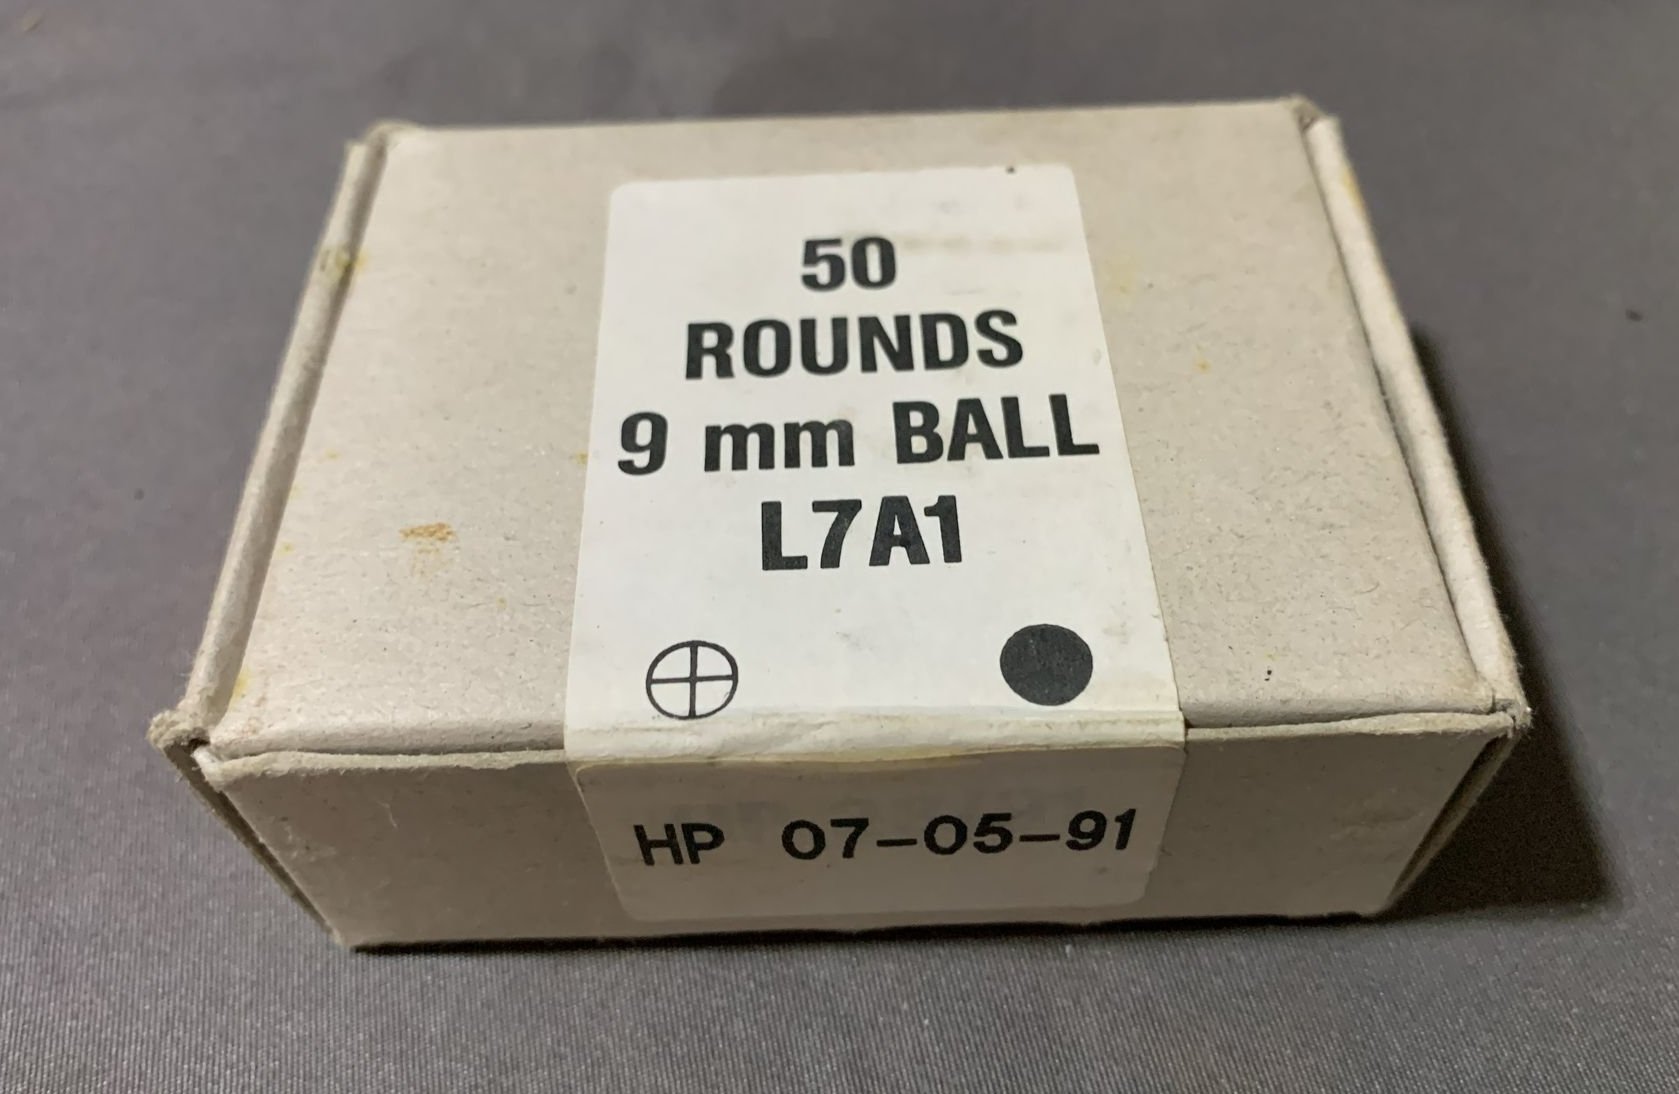 50
ROUNDS
9 mm BALL
L7A1
HP 07-05-91